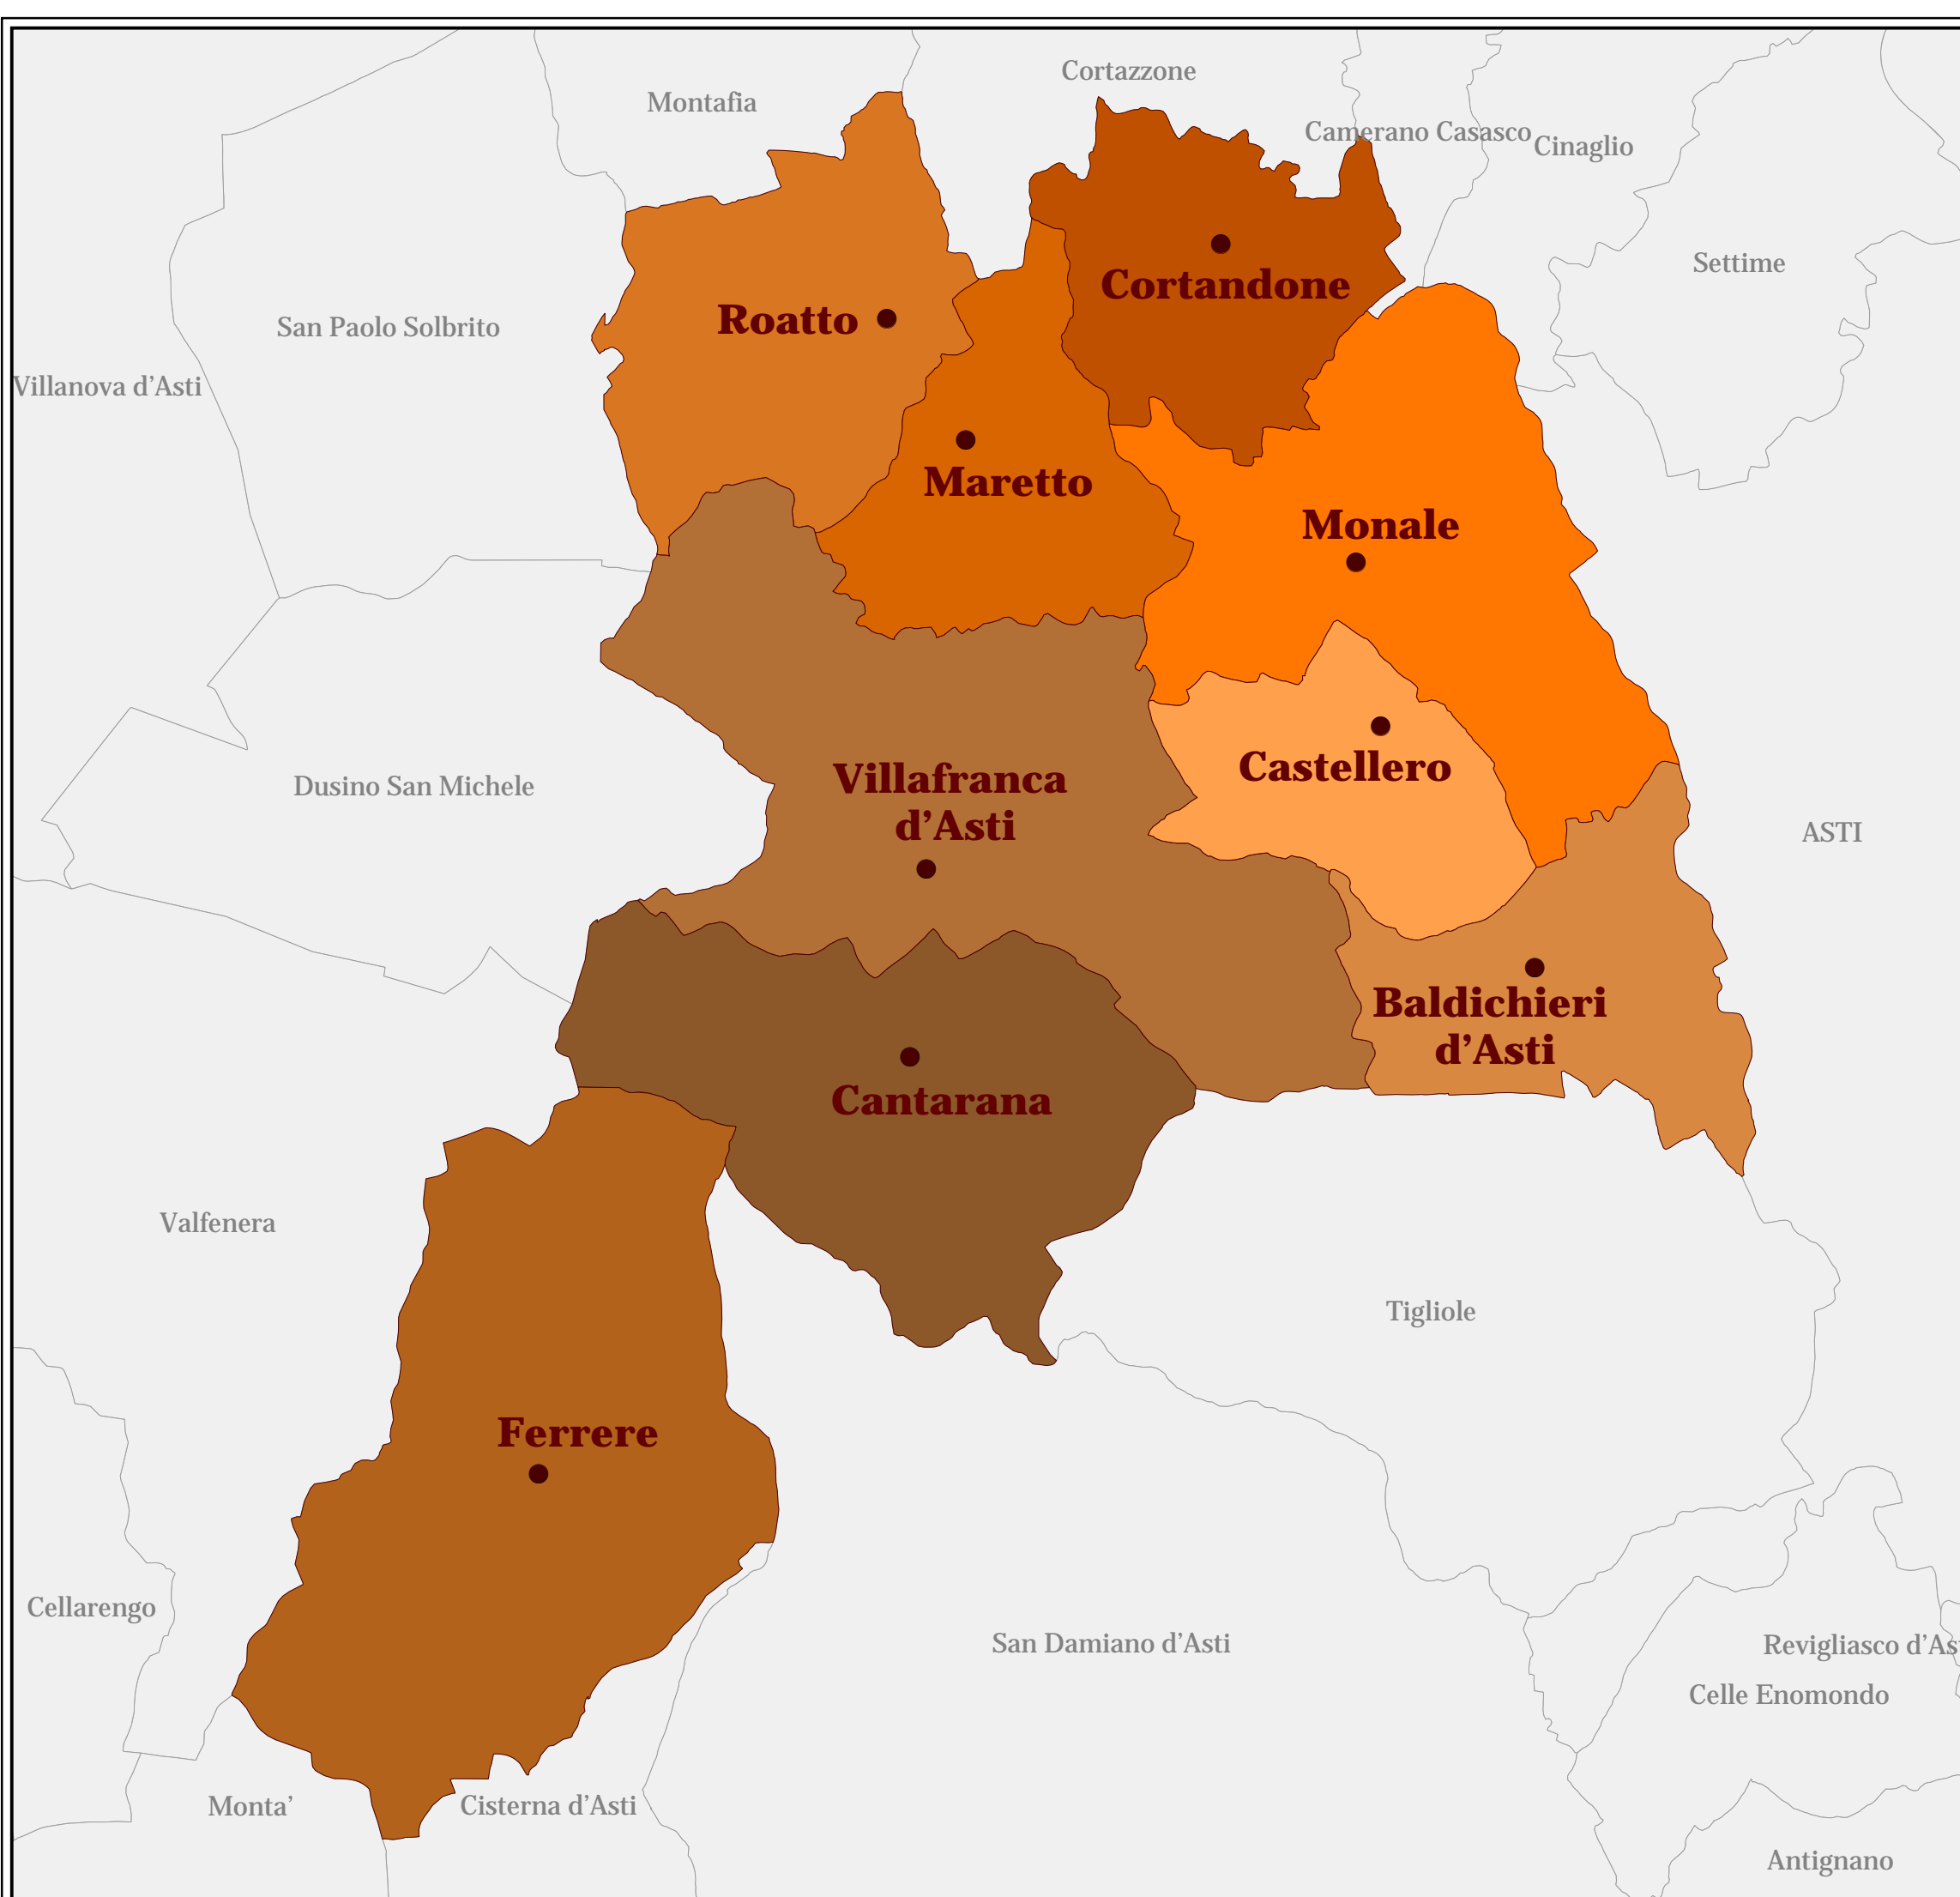 Cortazzone
Montafia
Camerano Casasco
Cinaglio
Settime
Cortandone
Roatto
San Paolo Solbrito
Villanova d’Asti
Maretto
Monale
Castellero
Villafranca
d’Asti
Dusino San Michele
ASTI
Baldichieri
d’Asti
Cantarana
Valfenera
Tigliole
Ferrere
Cellarengo
San Damiano d’Asti
Revigliasco d’As
Celle Enomondo
Monta’
Cisterna d’Asti
Antignano